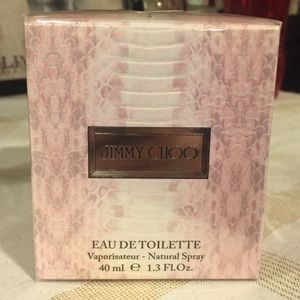 JIMMY CHOO
EAU DE TOILETTE
Vaporisateur - Natural Spray
40 ml ℮ 1.3 Fl.Oz.